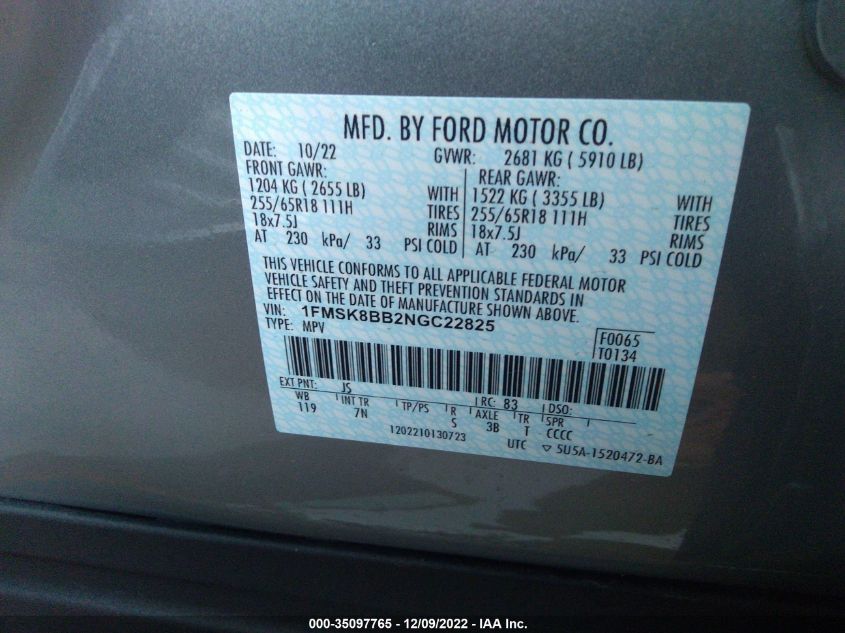 MFD. BY FORD MOTOR CO.
DATE: 10/22 GVWR: 2681 KG ( 5910 LB)
FRONT GAWR: REAR GAWR:
1204 KG ( 2655 LB) WITH 1522 KG ( 3355 LB) WITH
255/65R18 111H TIRES 255/65R18 111H TIRES
18x7.5J RIMS 18x7.5J RIMS
AT 230 kPa/ 33 PSI COLD AT 230 kPa/ 33 PSI COLD
THIS VEHICLE CONFORMS TO ALL APPLICABLE FEDERAL MOTOR
VEHICLE SAFETY AND THEFT PREVENTION STANDARDS IN
EFFECT ON THE DATE OF MANUFACTURE SHOWN ABOVE.
VIN: 1FMSK8BB2NGC22825
TYPE: MPV F0065
T0134
EXT PNT: JS RC: 83 DSO:
WB INT TR TP/PS R AXLE TR SPR
119 7N S 3B T CCCC
1202210130723 UTC 5U5A-1520472-BA
000-35097765 - 12/09/2022 - IAA Inc.